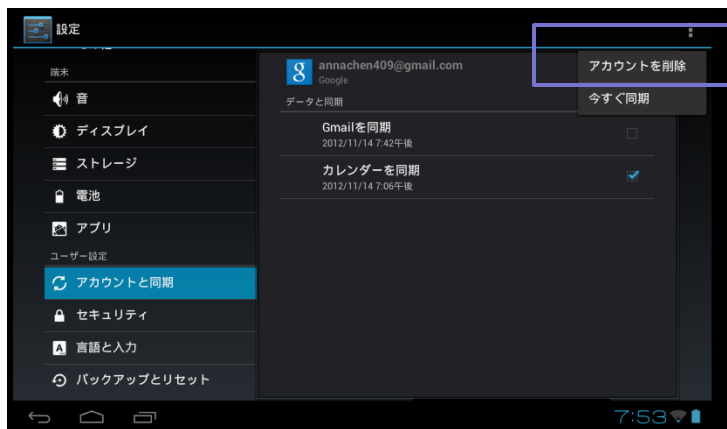 設定
端末
音
ディスプレイ
ストレージ
電池
アプリ
ユーザー設定
アカウントと同期
セキュリティ
言語と入力
バックアップとリセット
annachen409@gmail.com
Google
データと同期
Gmailを同期
2012/11/14 7:42午後
カレンダーを同期
2012/11/14 7:06午後
アカウントを削除
今すぐ同期
7:53